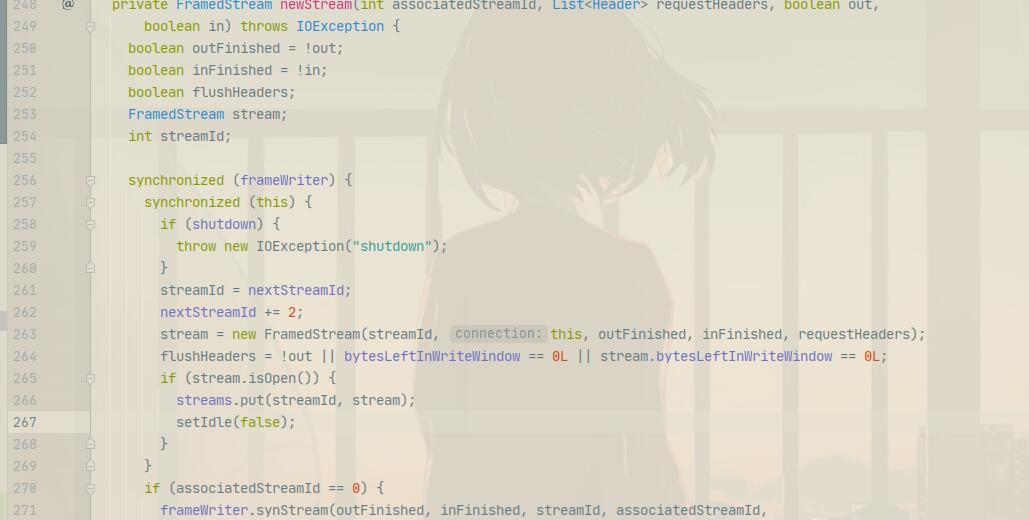 248 @ private FramedStream newStream(int associatedStreamId, List<Header> requestHeaders, boolean out,
249 boolean in) throws IOException {
250 boolean outFinished = !out;
251 boolean inFinished = !in;
252 boolean flushHeaders;
253 FramedStream stream;
254 int streamId;
255
256 synchronized (frameWriter) {
257 synchronized (this) {
258 if (shutdown) {
259 throw new IOException("shutdown");
260 }
261 streamId = nextStreamId;
262 nextStreamId += 2;
263 stream = new FramedStream(streamId, connection: this, outFinished, inFinished, requestHeaders);
264 flushHeaders = !out || bytesLeftInWriteWindow == 0L || stream.bytesLeftInWriteWindow == 0L;
265 if (stream.isOpen()) {
266 streams.put(streamId, stream);
267 setIdle(false);
268 }
269 }
270 if (associatedStreamId == 0) {
271 frameWriter.synStream(outFinished, inFinished, streamId, associatedStreamId,